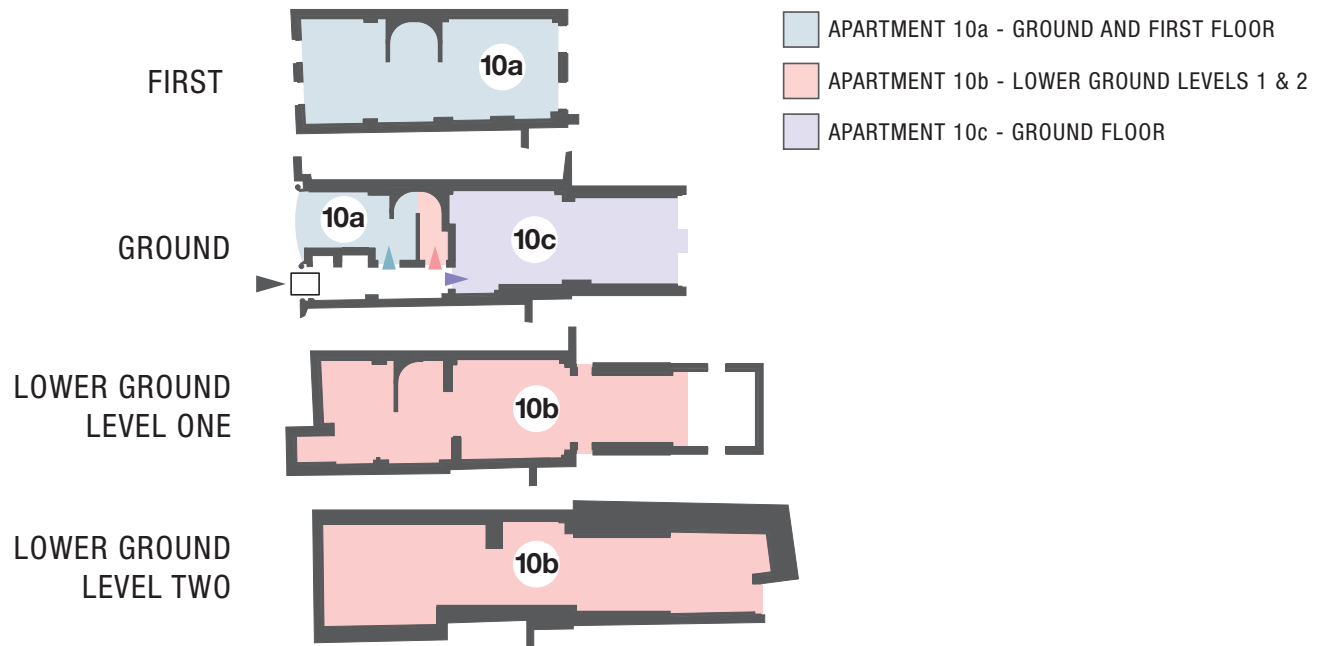 FIRST
10a
APARTMENT 10a - GROUND AND FIRST FLOOR
APARTMENT 10b - LOWER GROUND LEVELS 1 & 2
APARTMENT 10c - GROUND FLOOR
GROUND
10a
10c
LOWER GROUND
LEVEL ONE
10b
LOWER GROUND
LEVEL TWO
10b